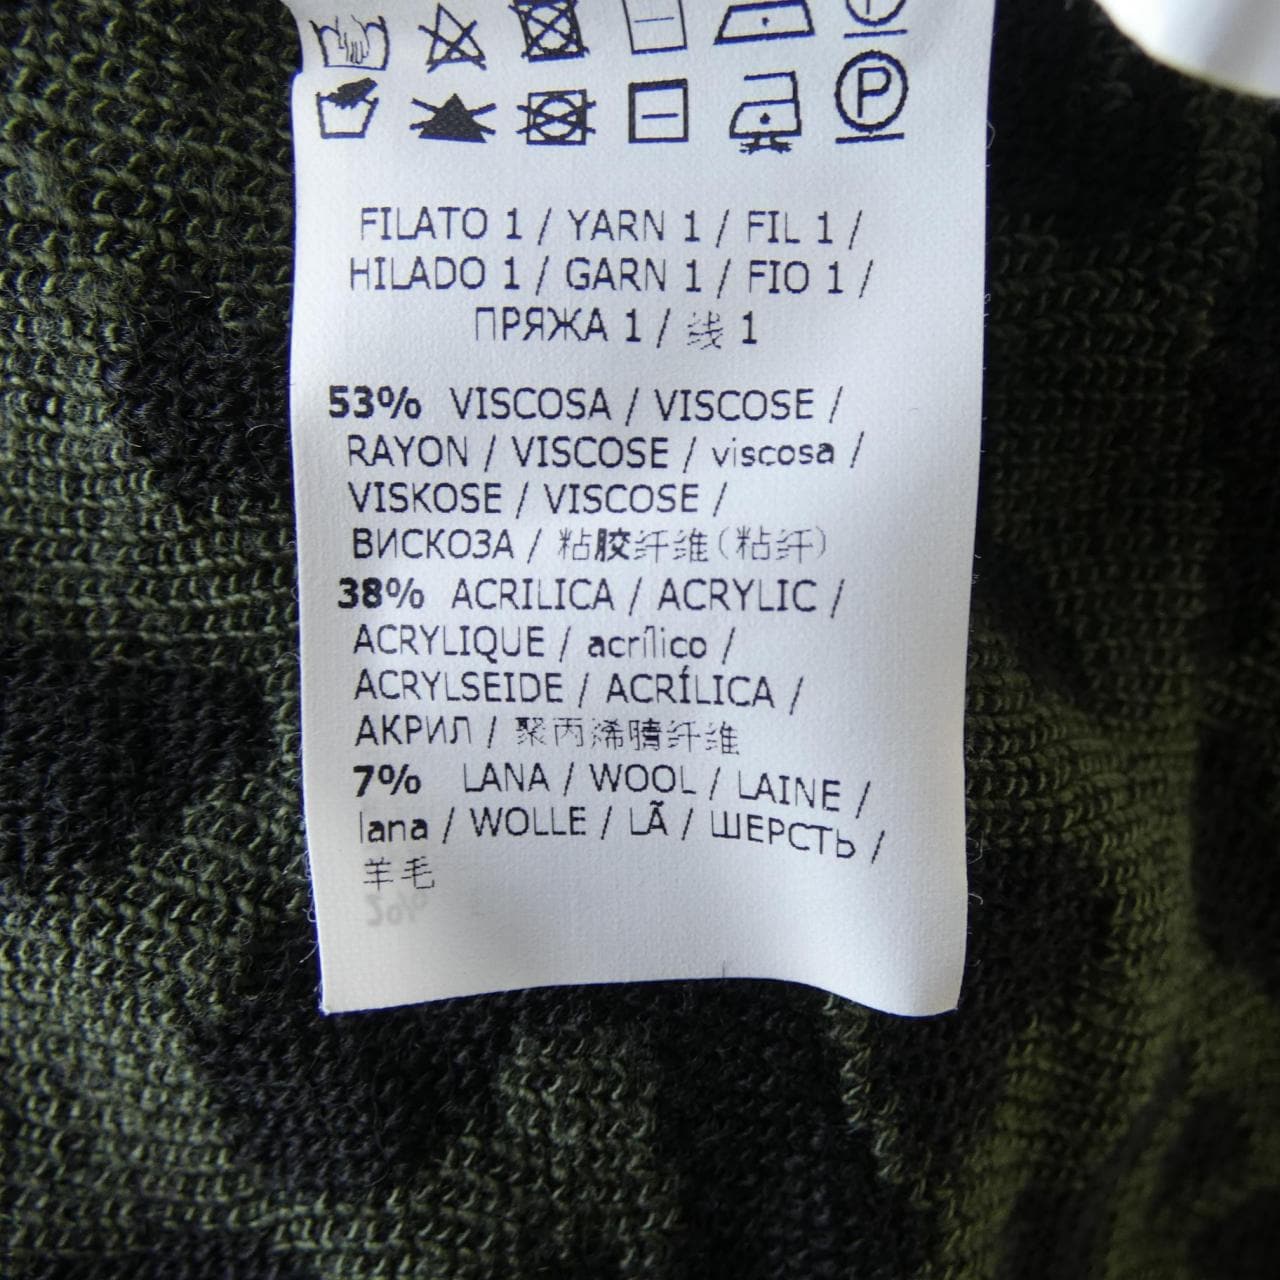 FILATO 1 / YARN 1 / FIL 1 /
HILADO 1 / GARN 1 / FIO 1 /
ПРЯЖА 1 / 线 1
53% VISCOSA / VISCOSE /
RAYON / VISCOSE / viscosa /
VISKOSE / VISCOSE /
ВИСКОЗА / 粘胶纤维(粘纤)
38% ACRILICA / ACRYLIC /
ACRYLIQUE / acrílico /
ACRYLSEIDE / ACRÍLICA /
АКРИЛ / 聚丙烯腈纤维
7% LANA / WOOL / LAINE /
lana / WOLLE / LÃ / ШЕРСТЬ /
羊毛